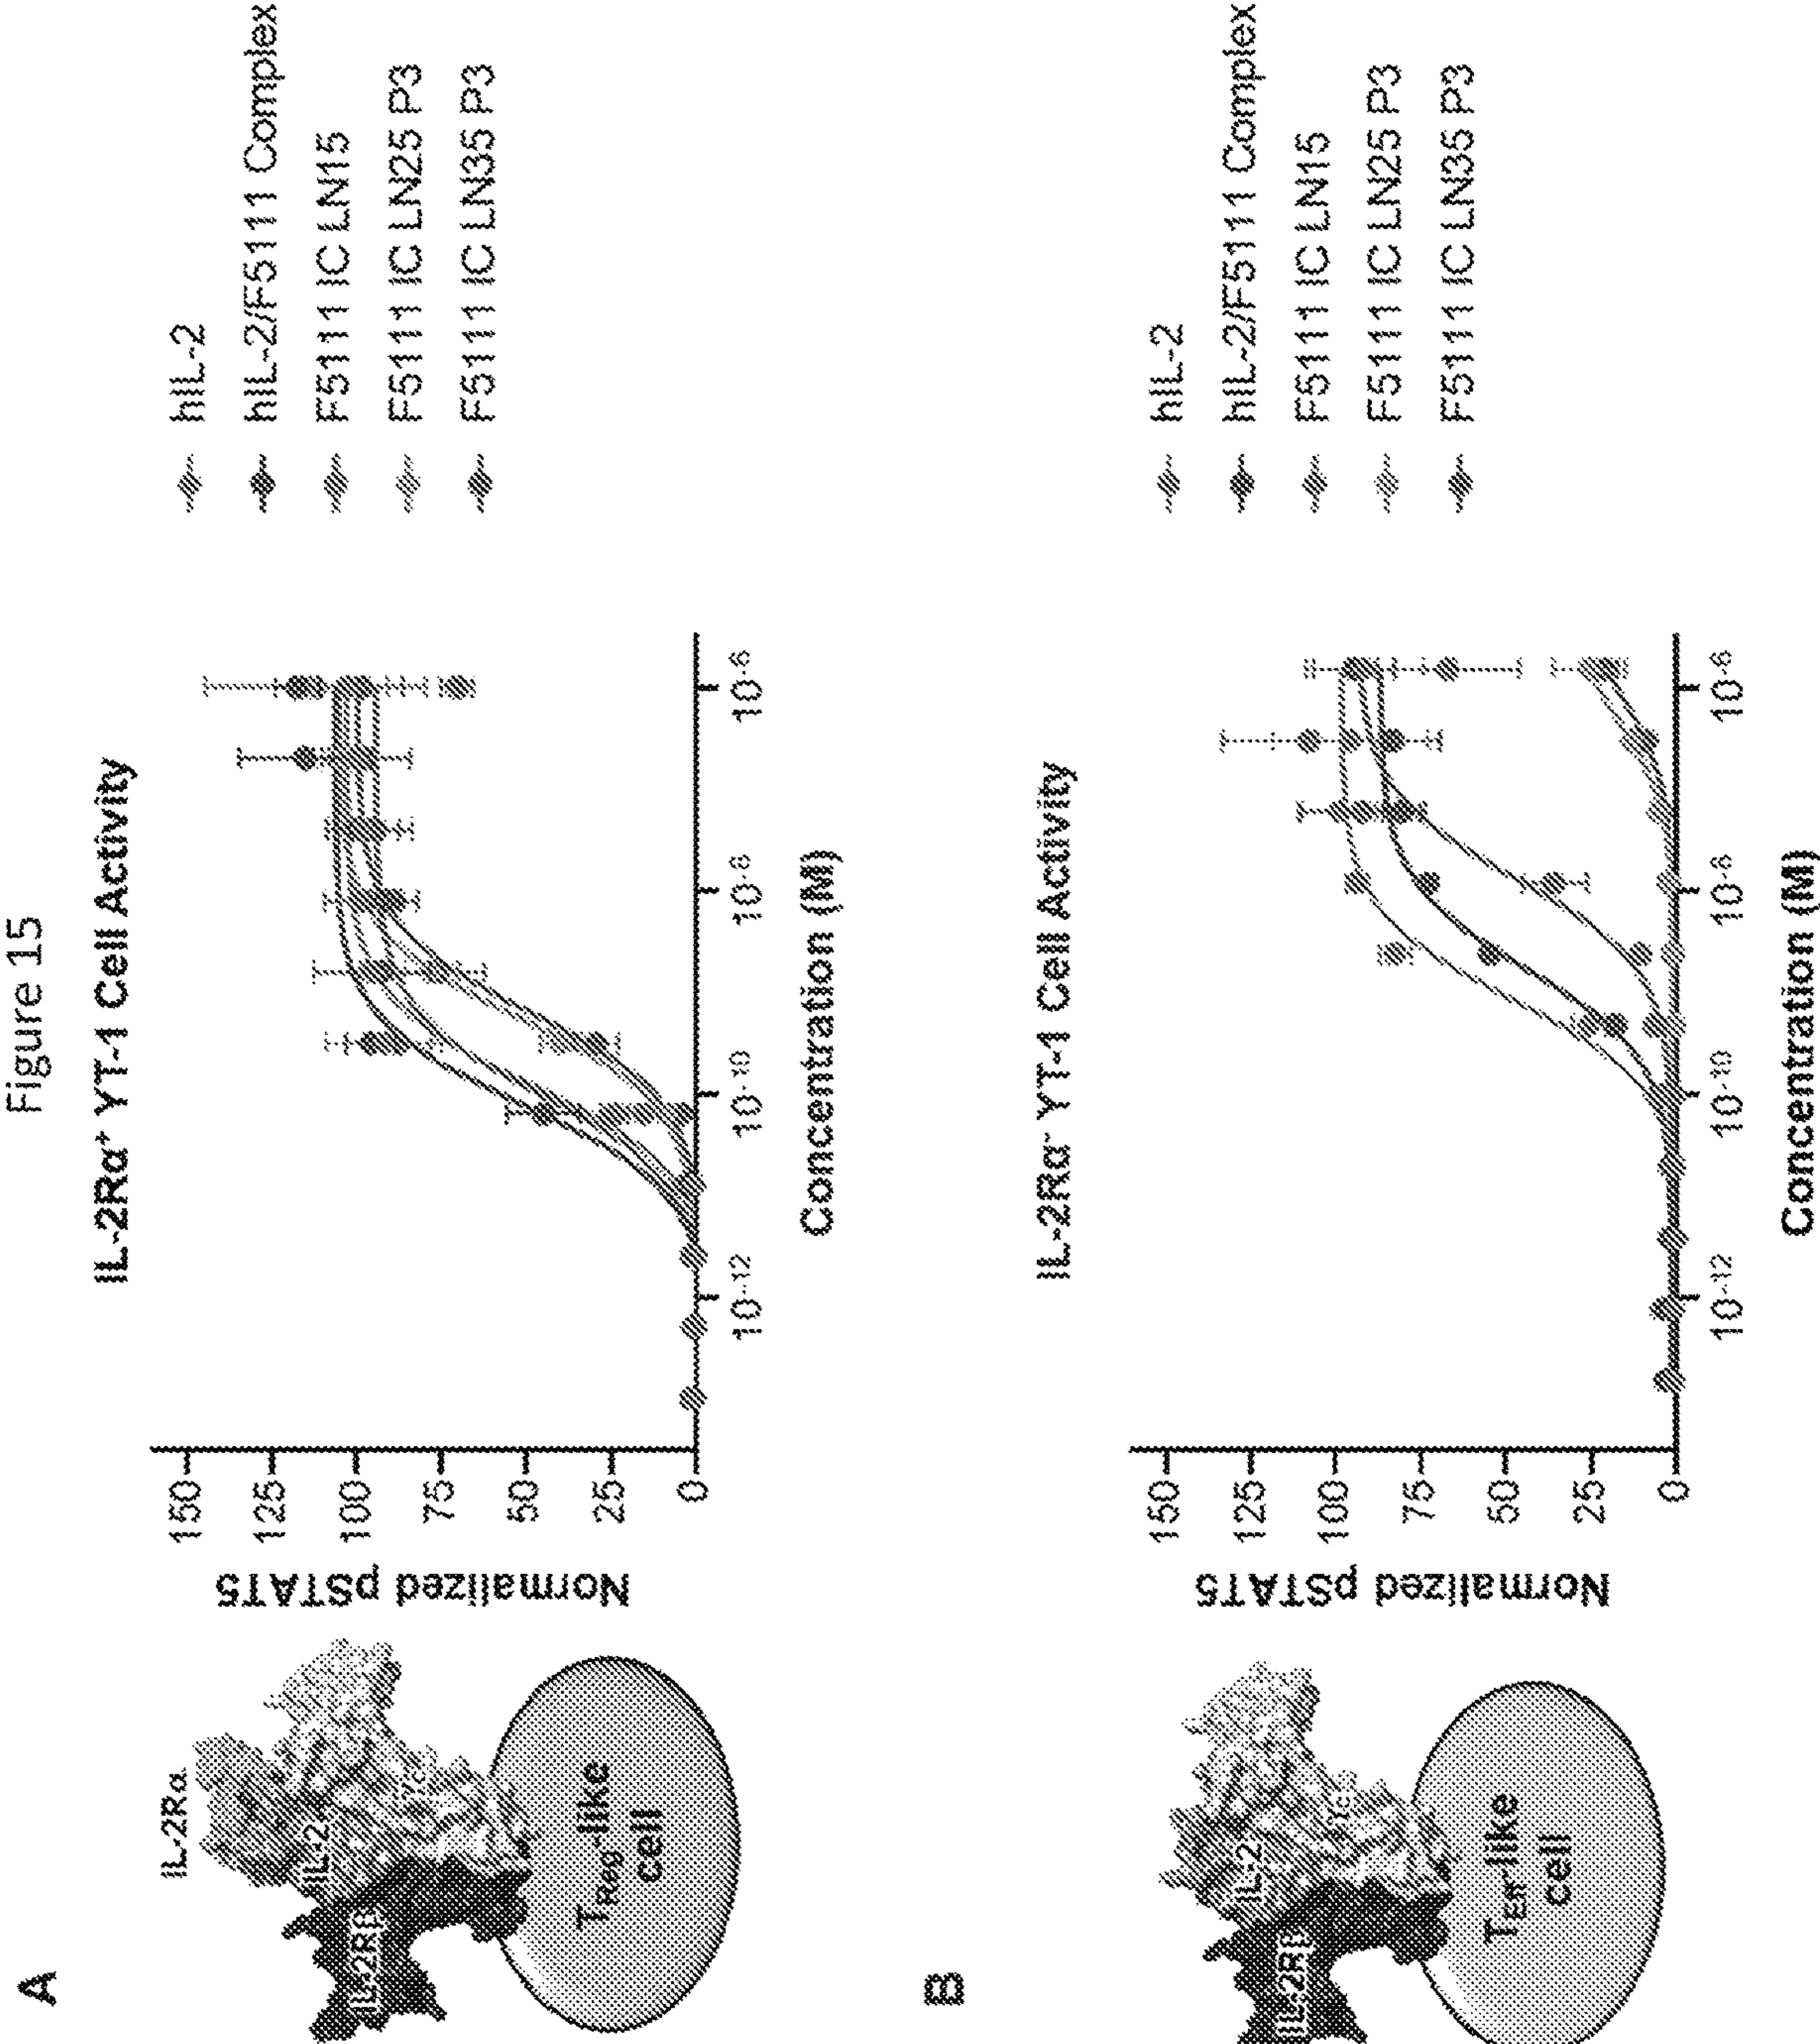 Figure 15
A
IL-2Rα
IL-2
IL-2Rβ
γc
TReg-like
cell
IL-2Rα⁺ YT-1 Cell Activity
Normalized pSTAT5
150
125
100
75
50
25
0
10⁻¹²
10⁻¹⁰
10⁻⁸
10⁻⁶
Concentration (M)
hIL-2
hIL-2/F5111 Complex
F5111 IC LN15
F5111 IC LN25 P3
F5111 IC LN35 P3
B
IL-2
IL-2Rβ
γc
TEff-like
cell
IL-2Rα⁻ YT-1 Cell Activity
Normalized pSTAT5
150
125
100
75
50
25
0
10⁻¹²
10⁻¹⁰
10⁻⁸
10⁻⁶
Concentration (M)
hIL-2
hIL-2/F5111 Complex
F5111 IC LN15
F5111 IC LN25 P3
F5111 IC LN35 P3